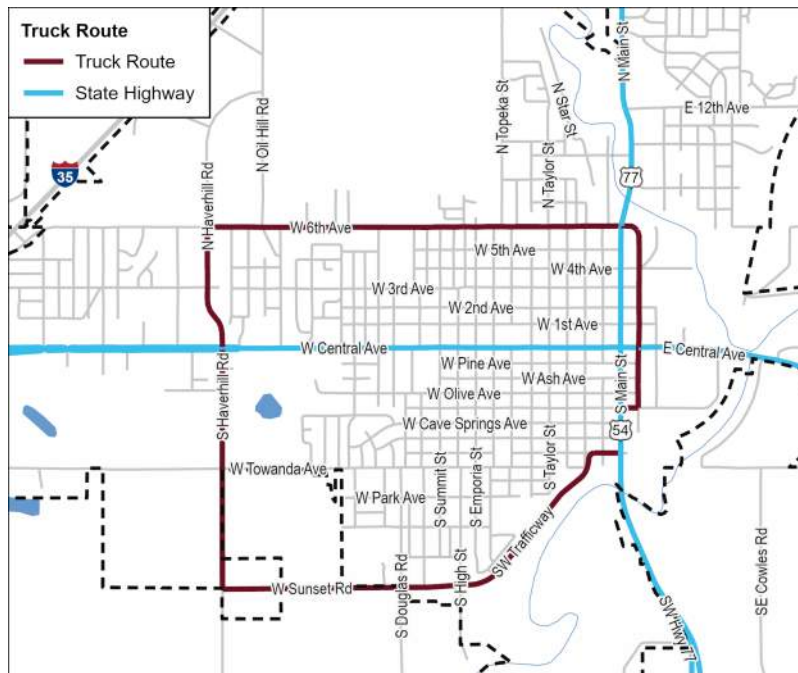 Truck Route
Truck Route
State Highway
35
N Haverhill Rd
N Oil Hill Rd
N Topeka St
N Star St
N Taylor St
N Main St
E 12th Ave
77
W 6th Ave
W 5th Ave
W 4th Ave
W 3rd Ave
W 2nd Ave
W 1st Ave
W Central Ave
E Central Ave
W Pine Ave
W Ash Ave
W Olive Ave
S Main St
S Haverhill Rd
W Cave Springs Ave
54
W Towanda Ave
S Summit St
S Emporia St
S Taylor St
W Park Ave
SW Trafficway
W Sunset Rd
S Douglas Rd
S High St
SW Hwy 77
SE Cowles Rd